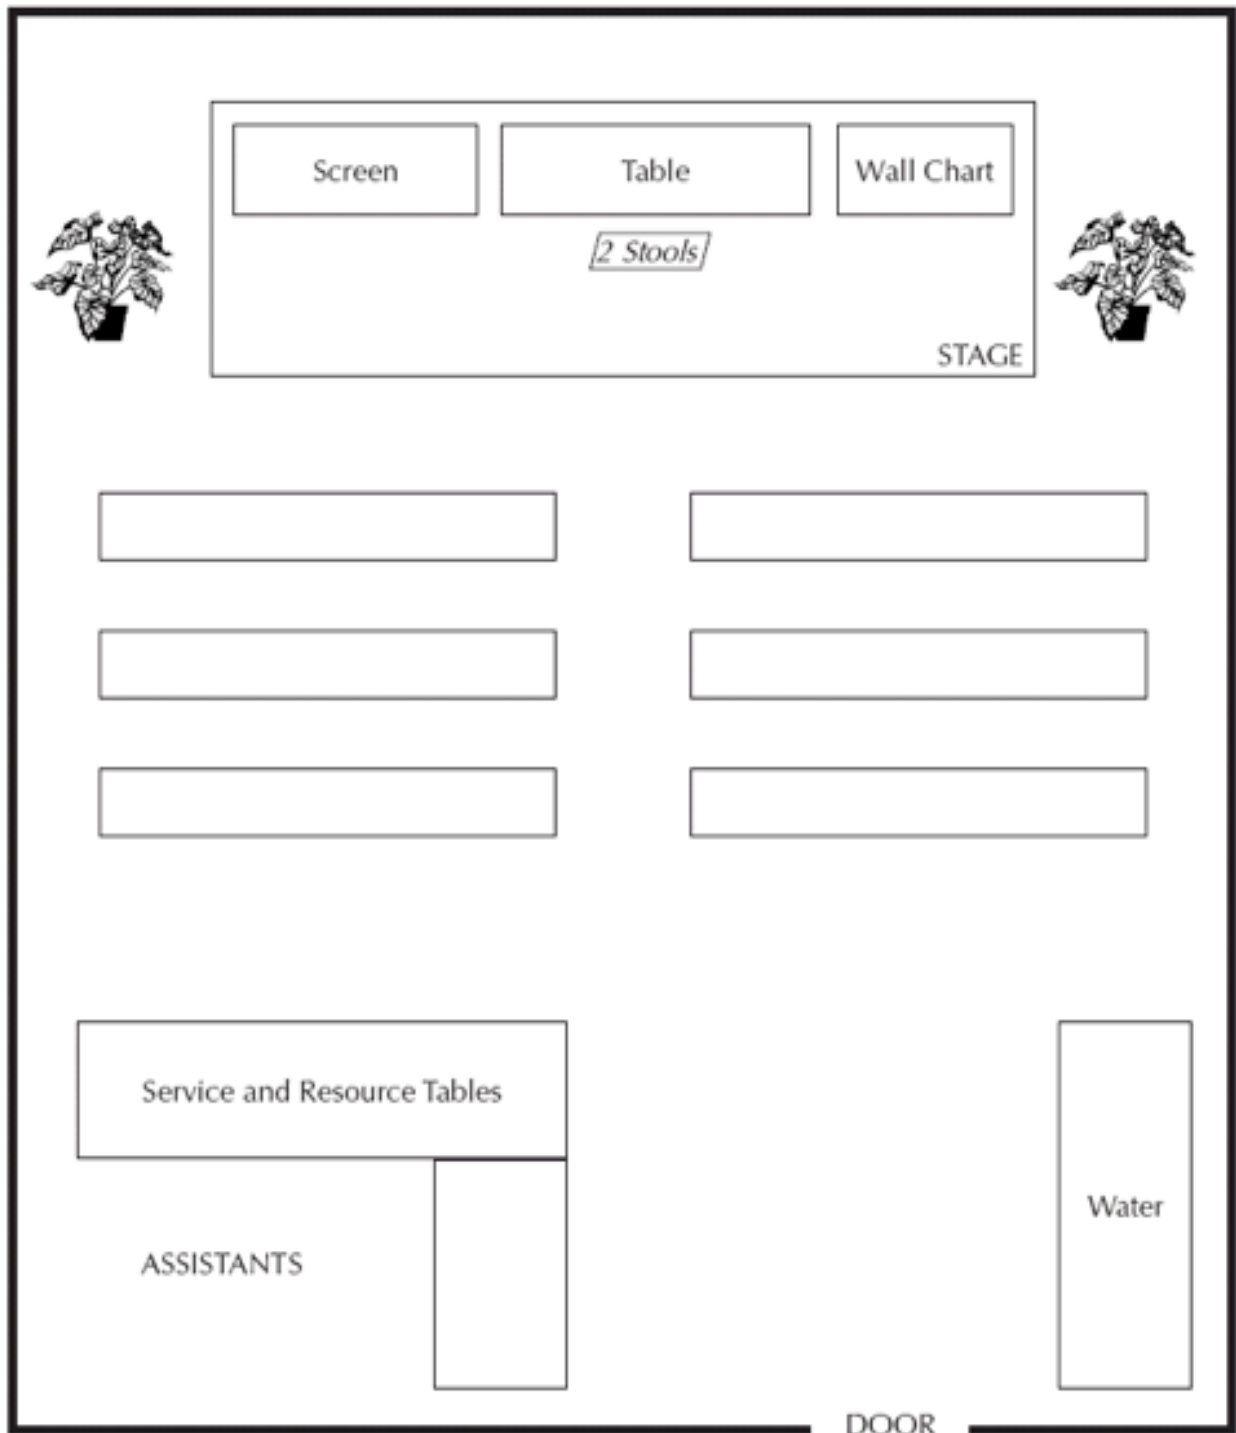 Screen
Table
Wall Chart
2 Stools
STAGE
Service and Resource Tables
Water
ASSISTANTS
DOOR